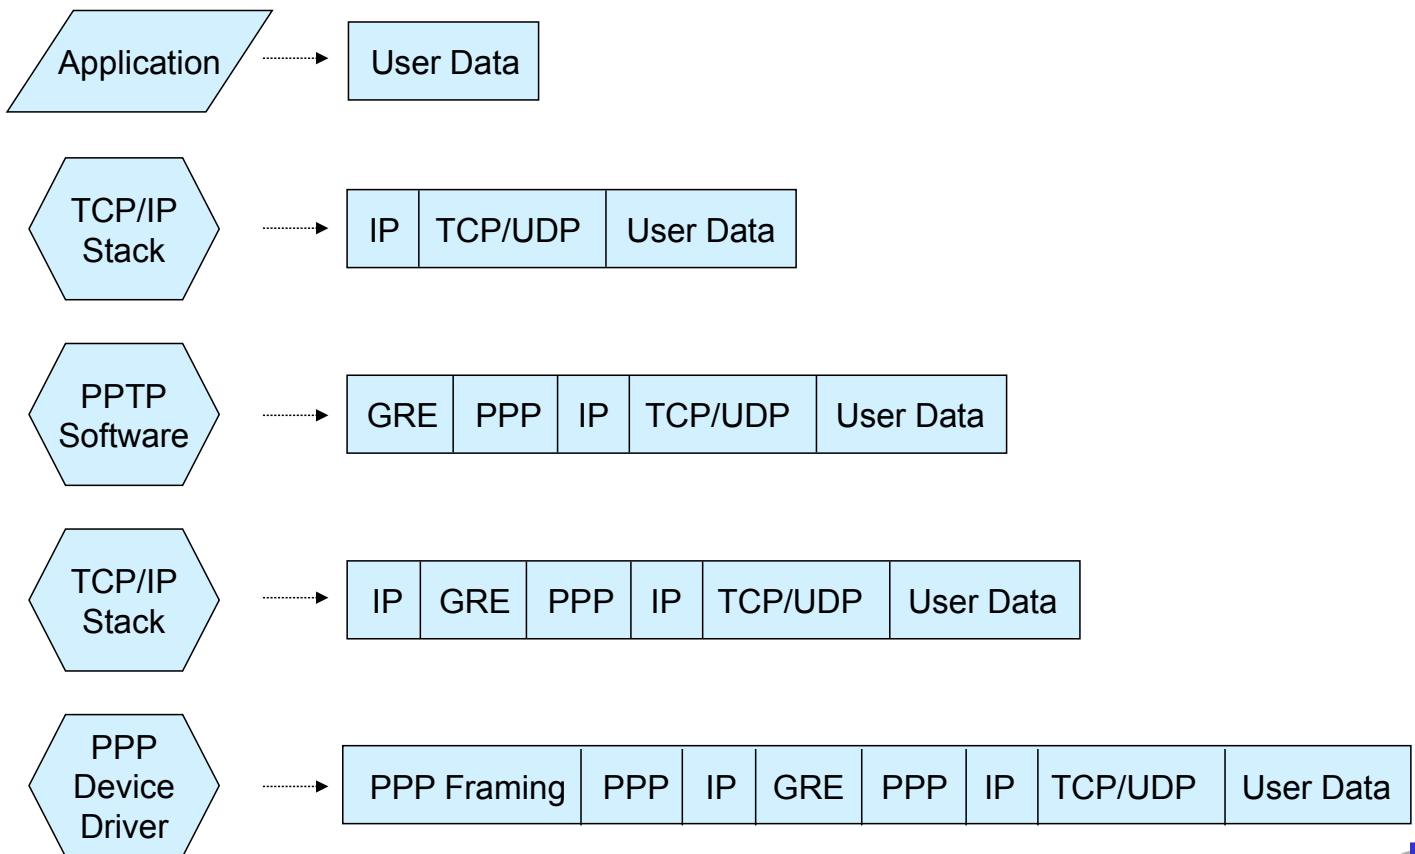 Application
User Data
TCP/IP
Stack
IP TCP/UDP User Data
PPTP
Software
GRE PPP IP TCP/UDP User Data
TCP/IP
Stack
IP GRE PPP IP TCP/UDP User Data
PPP
Device
Driver
PPP Framing PPP IP GRE PPP IP TCP/UDP User Data